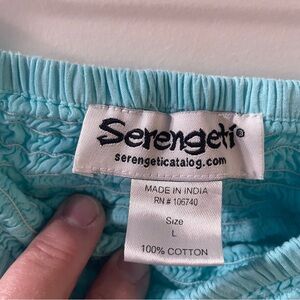 Serengeti®
serengeticatalog.com
MADE IN INDIA
RN # 106740
Size
L
100% COTTON